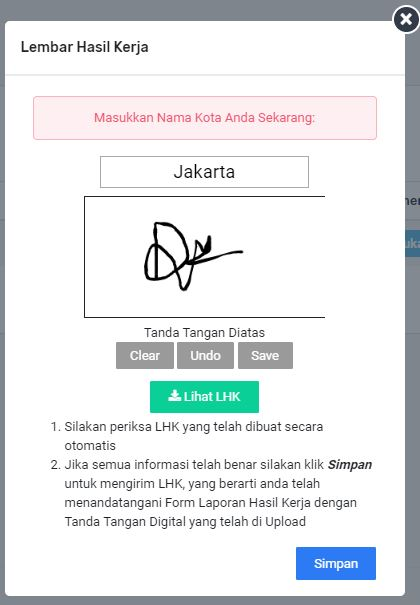 Lembar Hasil Kerja
Masukkan Nama Kota Anda Sekarang:
Jakarta
Tanda Tangan Diatas
Clear Undo Save
Lihat LHK
1. Silakan periksa LHK yang telah dibuat secara
otomatis
2. Jika semua informasi telah benar silakan klik Simpan
untuk mengirim LHK, yang berarti anda telah
menandatangani Form Laporan Hasil Kerja dengan
Tanda Tangan Digital yang telah di Upload
Simpan